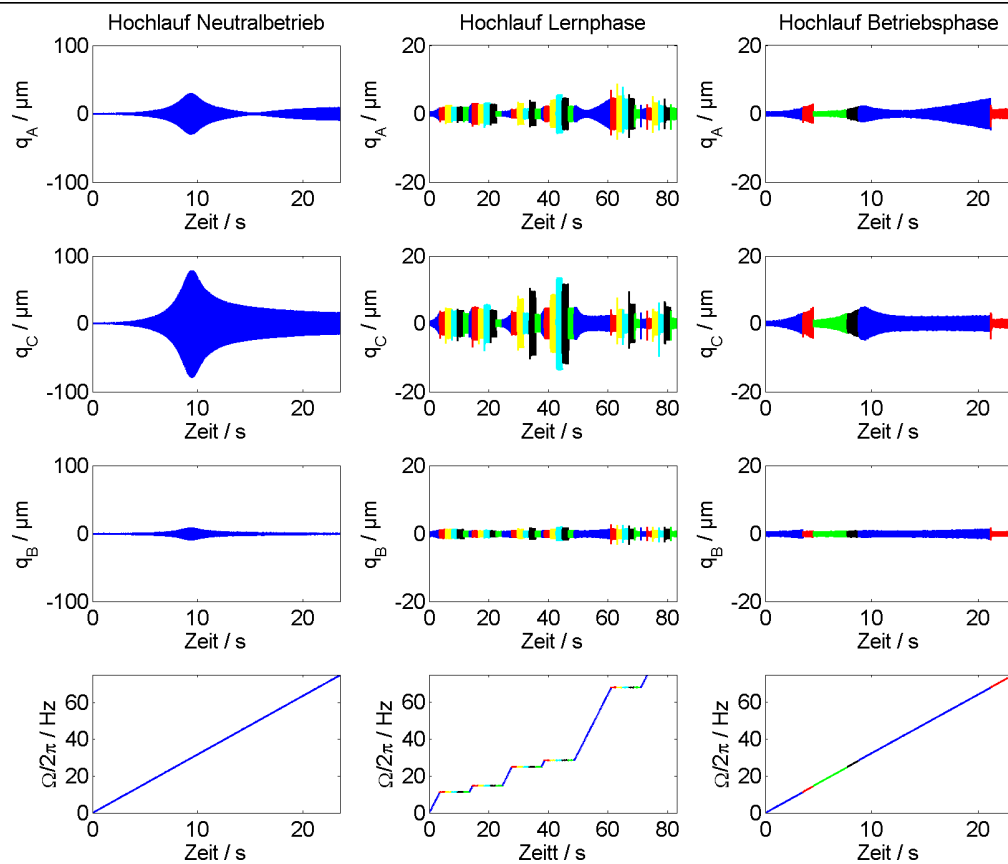 Hochlauf Neutralbetrieb
Hochlauf Lernphase
Hochlauf Betriebsphase
q_A / µm
100
0
-100
0 10 20
Zeit / s
q_A / µm
20
0
-20
0 20 40 60 80
Zeit / s
q_A / µm
20
0
-20
0 10 20
Zeit / s
q_C / µm
100
0
-100
0 10 20
Zeit / s
q_C / µm
20
0
-20
0 20 40 60 80
Zeit / s
q_C / µm
20
0
-20
0 10 20
Zeit / s
q_B / µm
100
0
-100
0 10 20
Zeit / s
q_B / µm
20
0
-20
0 20 40 60 80
Zeit / s
q_B / µm
20
0
-20
0 10 20
Zeit / s
Ω/2π / Hz
60
40
20
0
0 10 20
Zeit / s
Ω/2π / Hz
60
40
20
0
0 20 40 60 80
Zeitt / s
Ω/2π / Hz
60
40
20
0
0 10 20
Zeit / s